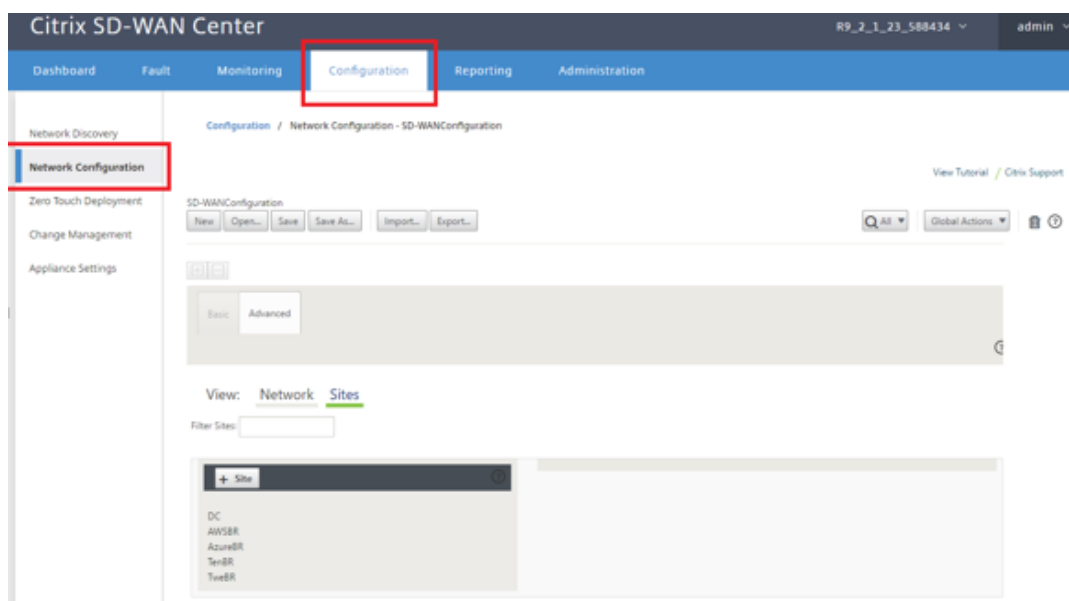 Citrix SD-WAN Center R9_2_1_23_588434 admin
Dashboard Fault Monitoring Configuration Reporting Administration
Configuration / Network Configuration - SD-WANConfiguration
Network Discovery
Network Configuration
Zero Touch Deployment
Change Management
Appliance Settings
View Tutorial / Citrix Support
SD-WANConfiguration
New Open... Save Save As... Import... Export... All Global Actions
Basic Advanced
View: Network Sites
Filter Sites:
+ Site
DC
AWSBR
AzureBR
TenBR
TweBR